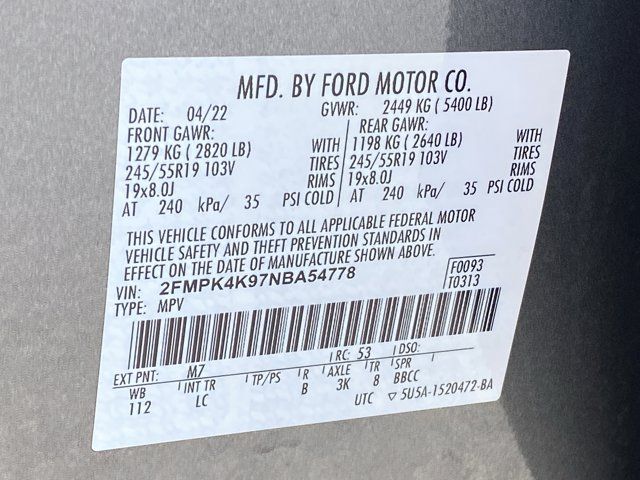 MFD. BY FORD MOTOR CO.
DATE: 04/22 GVWR: 2449 KG ( 5400 LB)
FRONT GAWR: REAR GAWR:
1279 KG ( 2820 LB) WITH 1198 KG ( 2640 LB) WITH
245/55R19 103V TIRES 245/55R19 103V TIRES
19x8.0J RIMS 19x8.0J RIMS
AT 240 kPa/ 35 PSI COLD AT 240 kPa/ 35 PSI COLD
THIS VEHICLE CONFORMS TO ALL APPLICABLE FEDERAL MOTOR
VEHICLE SAFETY AND THEFT PREVENTION STANDARDS IN
EFFECT ON THE DATE OF MANUFACTURE SHOWN ABOVE.
VIN: 2FMPK4K97NBA54778 F0093
TYPE: MPV T0313
EXT PNT: M7 RC: 53 DSO:
WB INT TR TP/PS R AXLE TR SPR
112 LC B 3K 8 BBCC
UTC ▽ 5U5A-1520472-BA